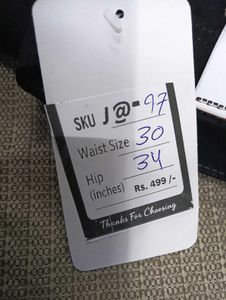 SKU J @-97
Waist Size 30
Hip 34
(inches) Rs. 499/-
Thanks For Choosing